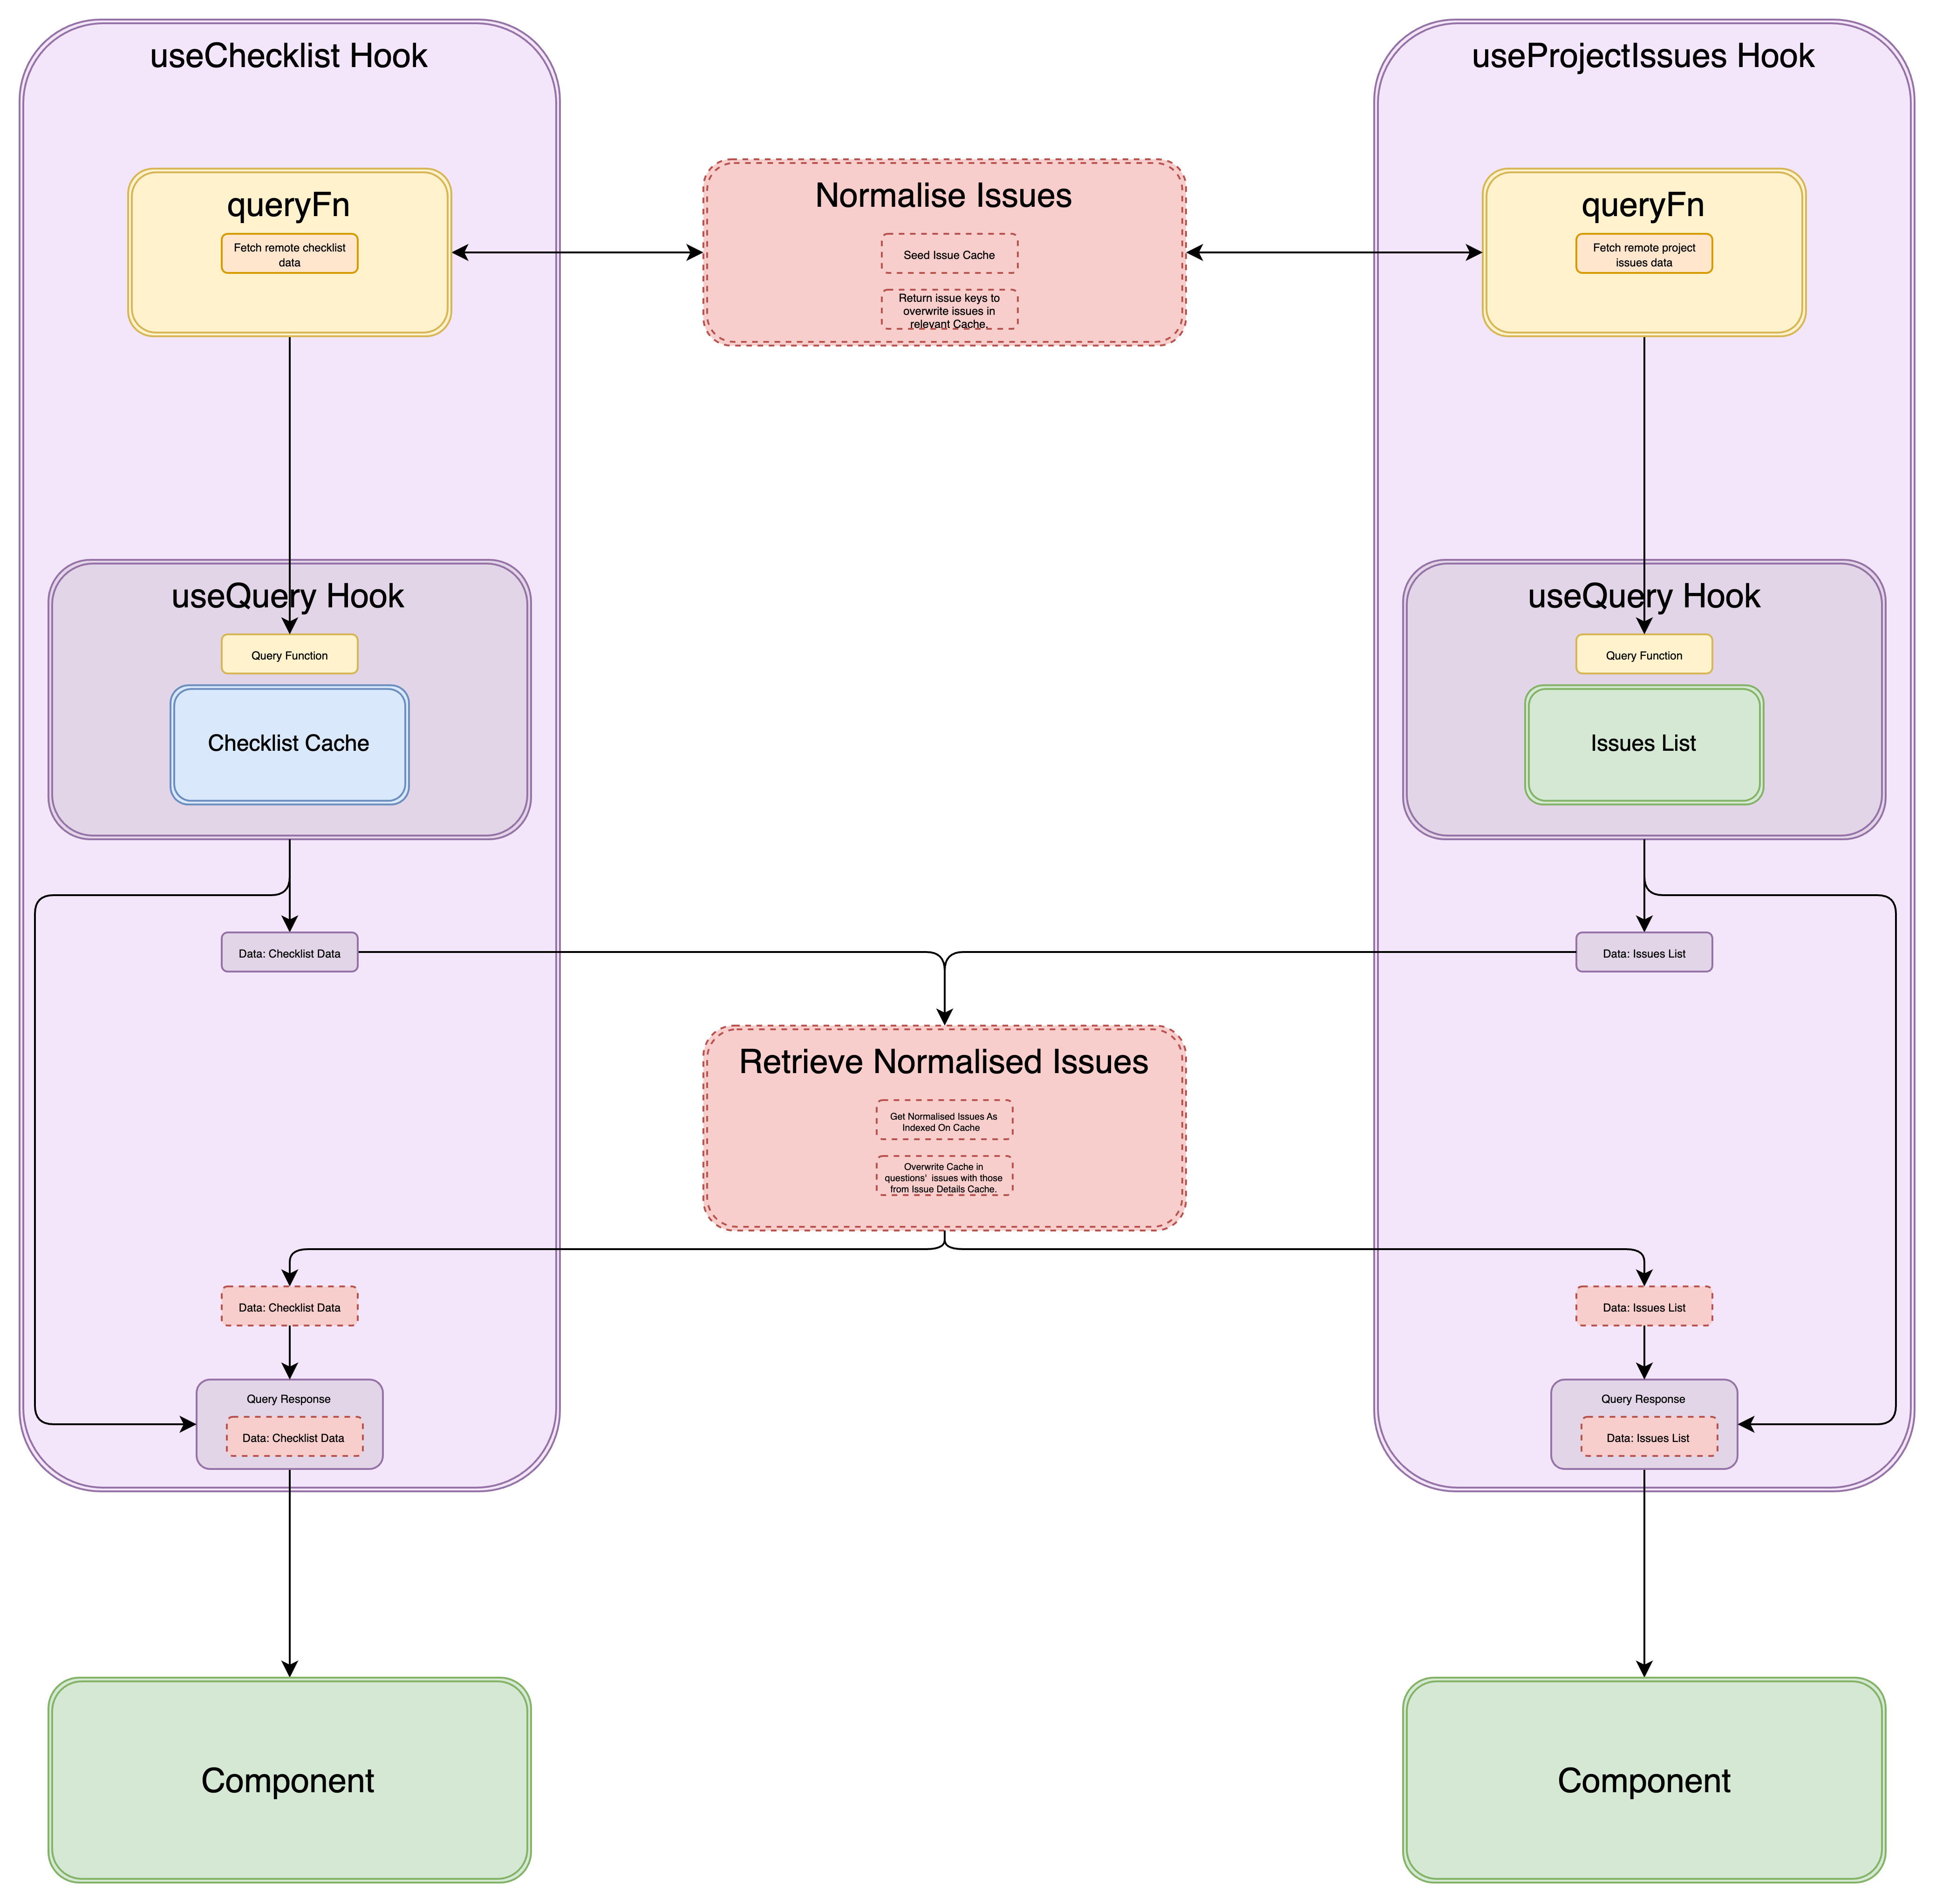 useChecklist Hook
queryFn
Fetch remote checklist
data
useQuery Hook
Query Function
Checklist Cache
Data: Checklist Data
Data: Checklist Data
Query Response
Data: Checklist Data
Component
Normalise Issues
Seed Issue Cache
Return issue keys to
overwrite issues in
relevant Cache.
Retrieve Normalised Issues
Get Normalised Issues As
Indexed On Cache
Overwrite Cache in
questions'  issues with those
from Issue Details Cache.
useProjectIssues Hook
queryFn
Fetch remote project
issues data
useQuery Hook
Query Function
Issues List
Data: Issues List
Data: Issues List
Query Response
Data: Issues List
Component